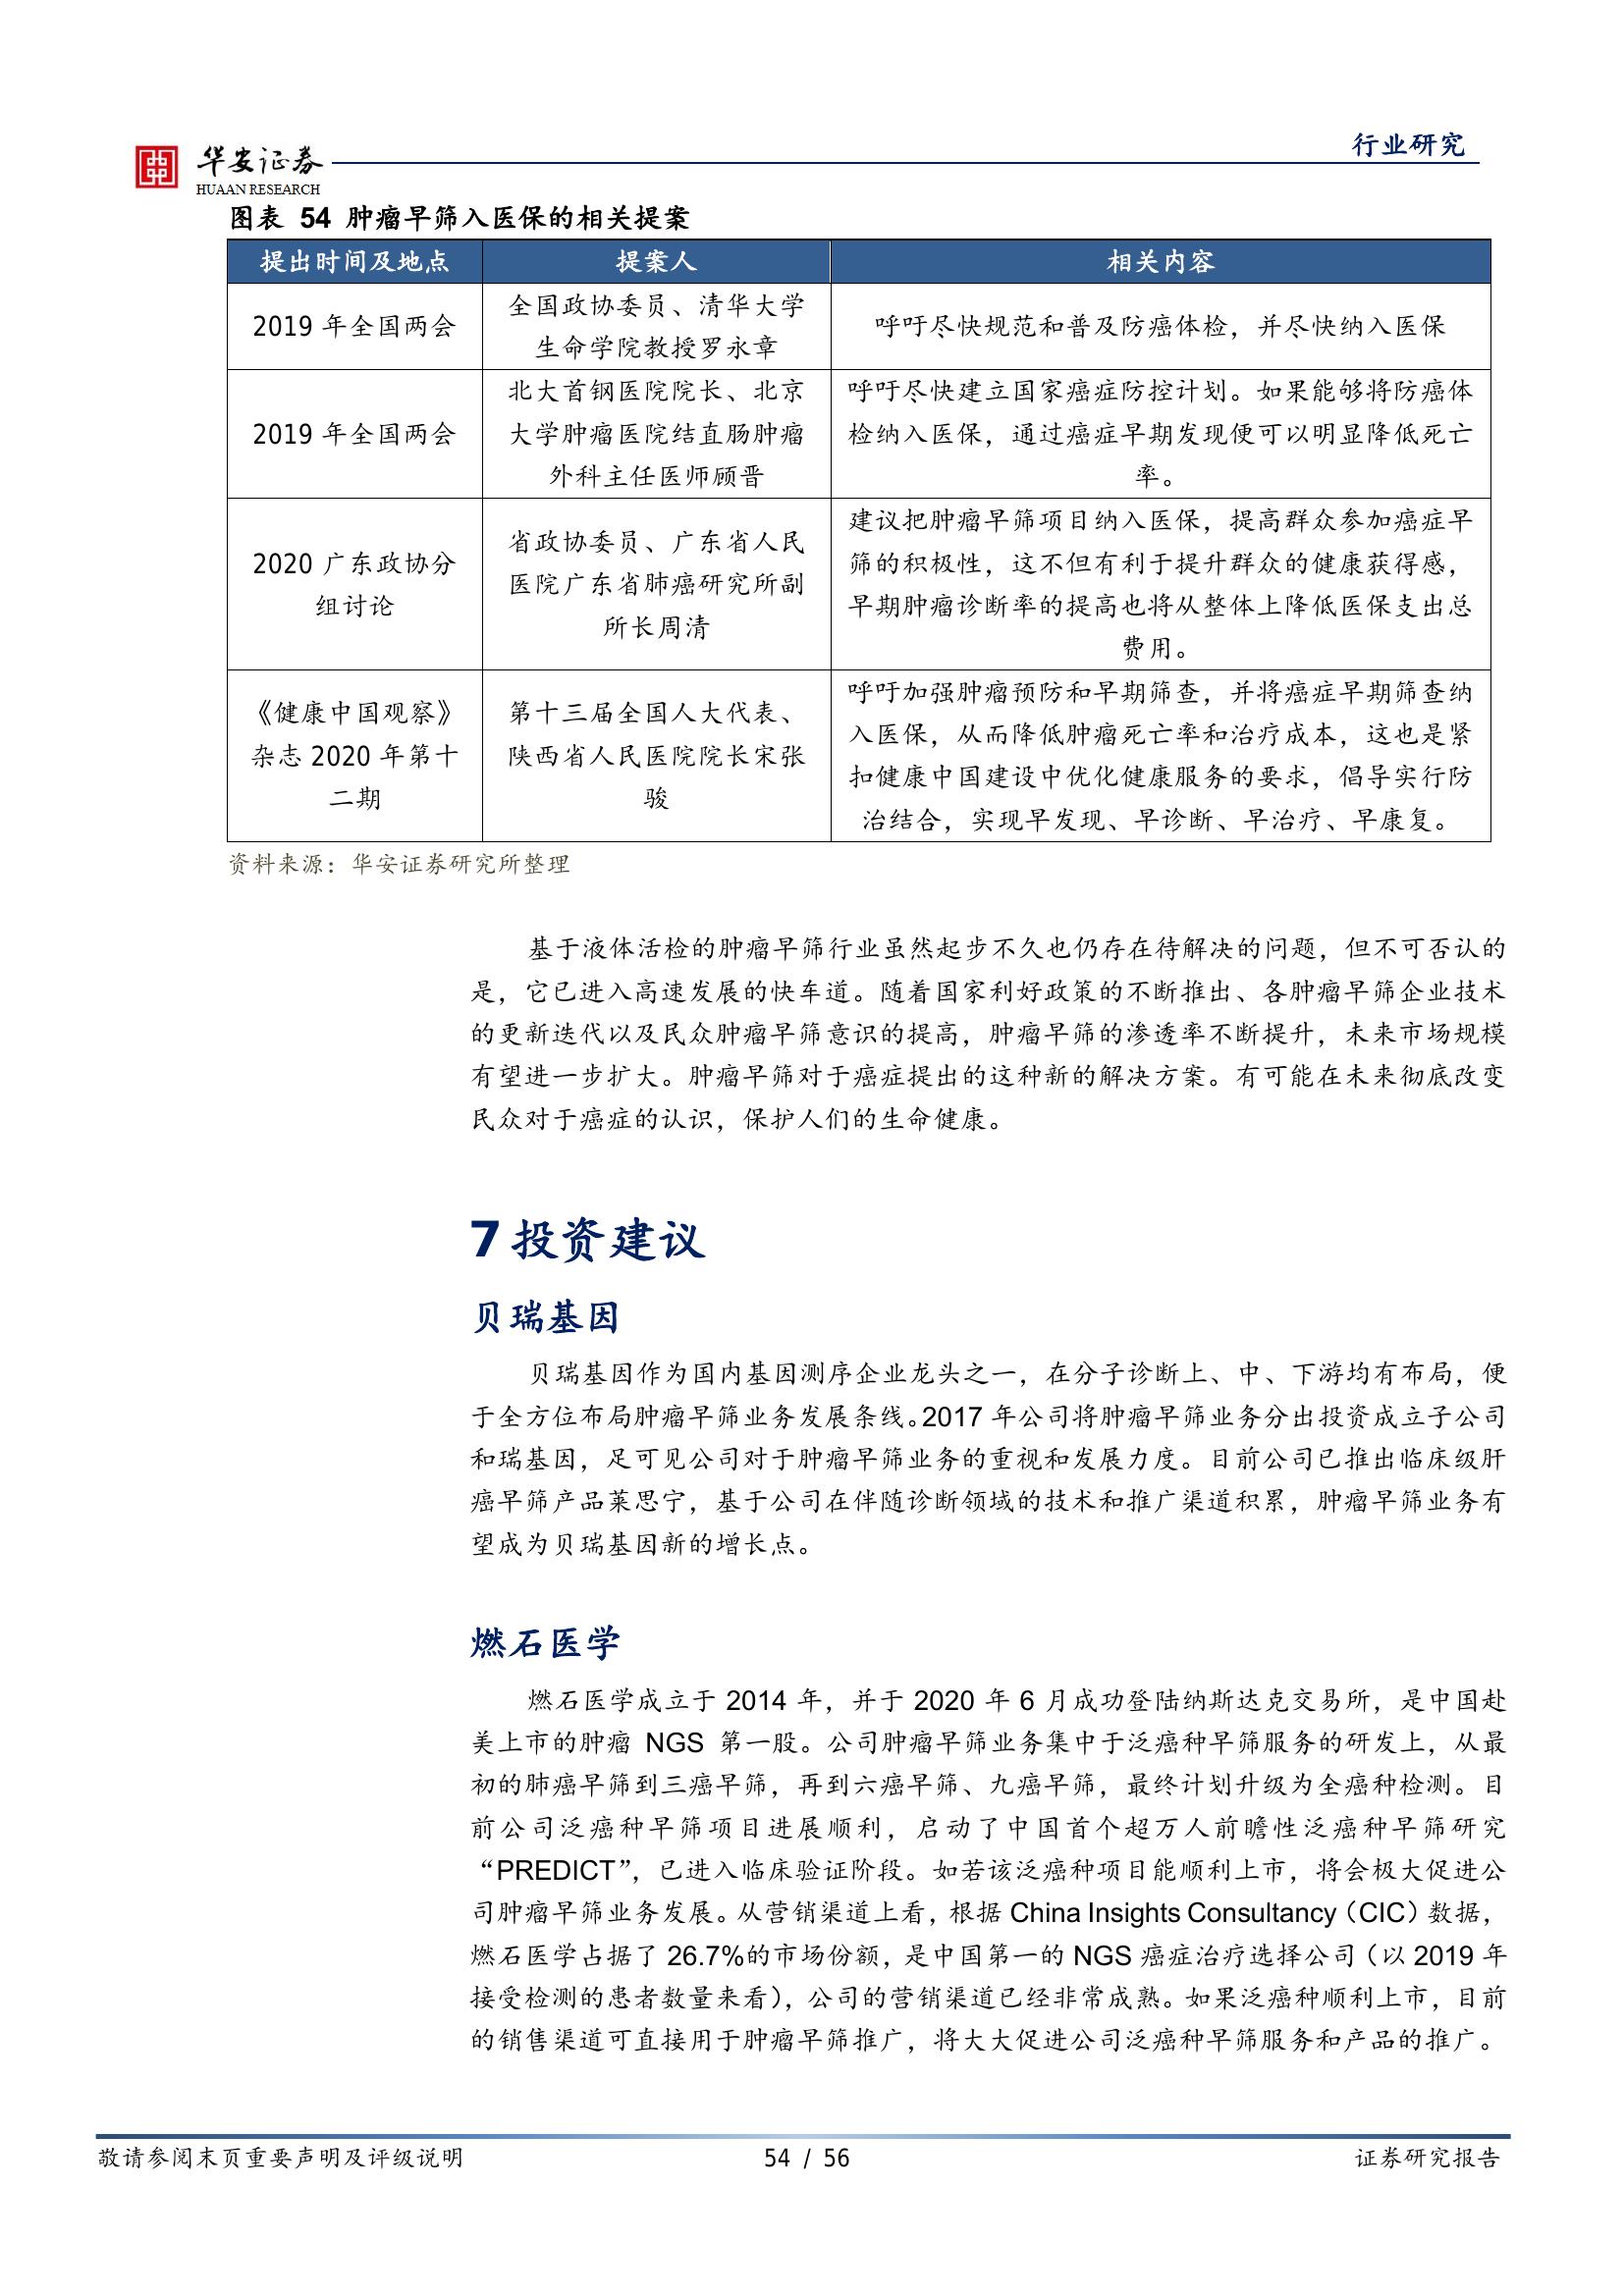 行业研究
华安证券
HUAAN RESEARCH
图表 54 肿瘤早筛入医保的相关提案
提出时间及地点
提案人
相关内容
2019 年全国两会
全国政协委员、清华大学
生命学院教授罗永章
呼吁尽快规范和普及防癌体检，并尽快纳入医保
2019 年全国两会
北大首钢医院院长、北京
大学肿瘤医院结直肠肿瘤
外科主任医师顾晋
呼吁尽快建立国家癌症防控计划。如果能够将防癌体
检纳入医保，通过癌症早期发现便可以明显降低死亡
率。
2020 广东政协分
组讨论
省政协委员、广东省人民
医院广东省肺癌研究所副
所长周清
建议把肿瘤早筛项目纳入医保，提高群众参加癌症早
筛的积极性，这不但有利于提升群众的健康获得感，
早期肿瘤诊断率的提高也将从整体上降低医保支出总
费用。
《健康中国观察》
杂志 2020 年第十
二期
第十三届全国人大代表、
陕西省人民医院院长宋张
骏
呼吁加强肿瘤预防和早期筛查，并将癌症早期筛查纳
入医保，从而降低肿瘤死亡率和治疗成本，这也是紧
扣健康中国建设中优化健康服务的要求，倡导实行防
治结合，实现早发现、早诊断、早治疗、早康复。
资料来源：华安证券研究所整理
基于液体活检的肿瘤早筛行业虽然起步不久也仍存在待解决的问题，但不可否认的
是，它已进入高速发展的快车道。随着国家利好政策的不断推出、各肿瘤早筛企业技术
的更新迭代以及民众肿瘤早筛意识的提高，肿瘤早筛的渗透率不断提升，未来市场规模
有望进一步扩大。肿瘤早筛对于癌症提出的这种新的解决方案。有可能在未来彻底改变
民众对于癌症的认识，保护人们的生命健康。
7 投资建议
贝瑞基因
贝瑞基因作为国内基因测序企业龙头之一，在分子诊断上、中、下游均有布局，便
于全方位布局肿瘤早筛业务发展条线。2017 年公司将肿瘤早筛业务分出投资成立子公司
和瑞基因，足可见公司对于肿瘤早筛业务的重视和发展力度。目前公司已推出临床级肝
癌早筛产品莱思宁，基于公司在伴随诊断领域的技术和推广渠道积累，肿瘤早筛业务有
望成为贝瑞基因新的增长点。
燃石医学
燃石医学成立于 2014 年，并于 2020 年 6 月成功登陆纳斯达克交易所，是中国赴
美上市的肿瘤 NGS 第一股。公司肿瘤早筛业务集中于泛癌种早筛服务的研发上，从最
初的肺癌早筛到三癌早筛，再到六癌早筛、九癌早筛，最终计划升级为全癌种检测。目
前公司泛癌种早筛项目进展顺利，启动了中国首个超万人前瞻性泛癌种早筛研究
“PREDICT”，已进入临床验证阶段。如若该泛癌种项目能顺利上市，将会极大促进公
司肿瘤早筛业务发展。从营销渠道上看，根据 China Insights Consultancy（CIC）数据，
燃石医学占据了 26.7%的市场份额，是中国第一的 NGS 癌症治疗选择公司（以 2019 年
接受检测的患者数量来看），公司的营销渠道已经非常成熟。如果泛癌种顺利上市，目前
的销售渠道可直接用于肿瘤早筛推广，将大大促进公司泛癌种早筛服务和产品的推广。
敬请参阅末页重要声明及评级说明
54 / 56
证券研究报告